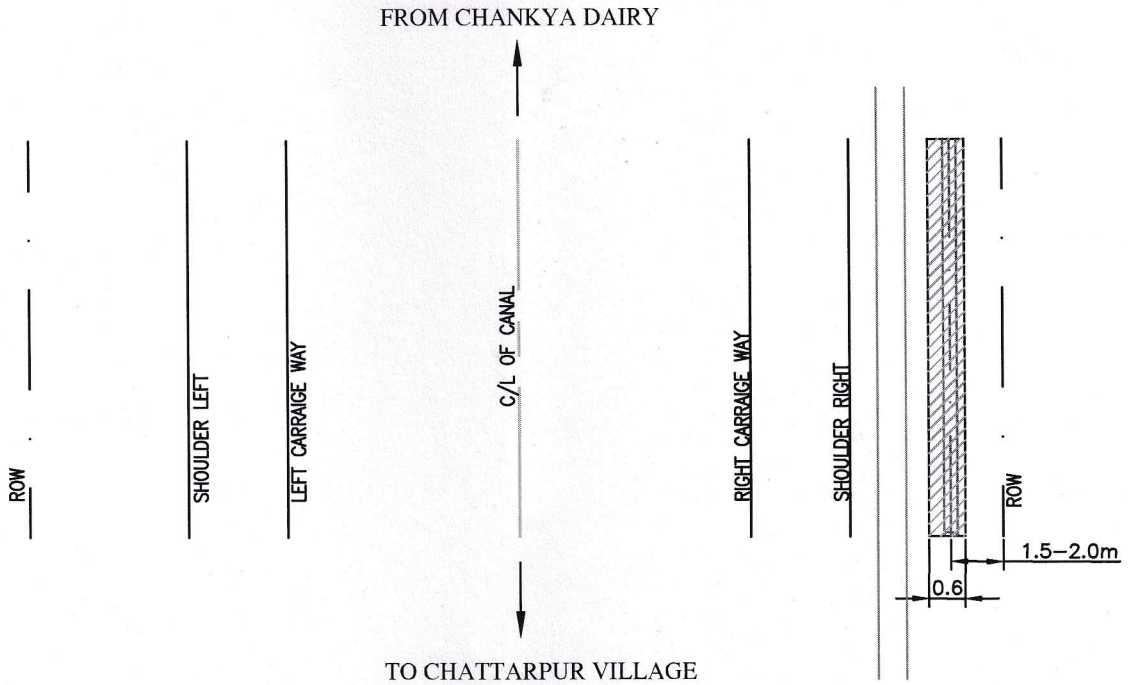 FROM CHANKYA DAIRY
ROW
SHOULDER LEFT
LEFT CARRAIGE WAY
C/L OF CANAL
RIGHT CARRAIGE WAY
SHOULDER RIGHT
ROW
1.5-2.0m
0.6
TO CHATTARPUR VILLAGE